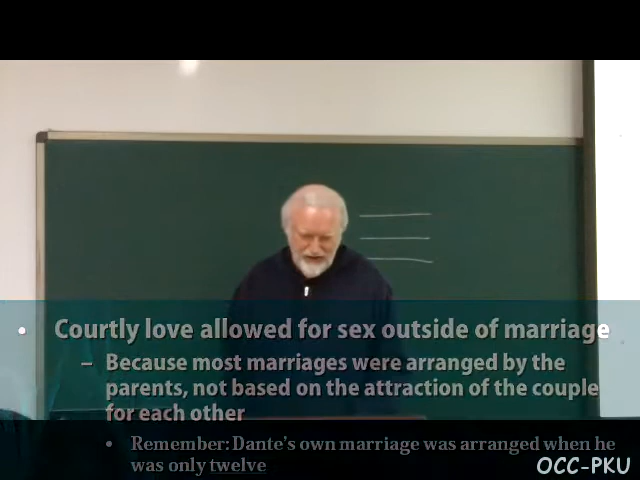 • Courtly love allowed for sex outside of marriage
– Because most marriages were arranged by the
parents, not based on the attraction of the couple
for each other
• Remember: Dante's own marriage was arranged when he
was only twelve
OCC-PKU